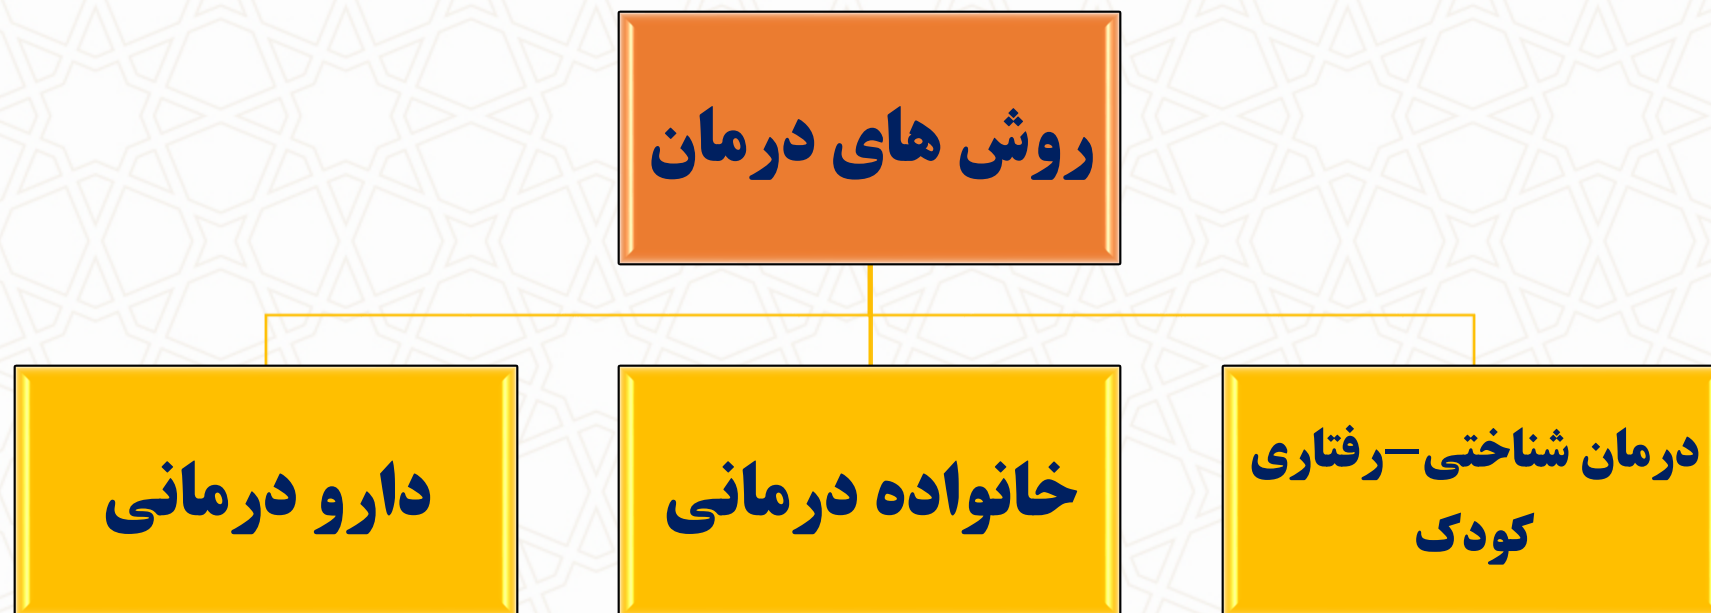 روش های درمان
درمان شناختی-رفتاری
کودک
خانواده درمانی
دارو درمانی